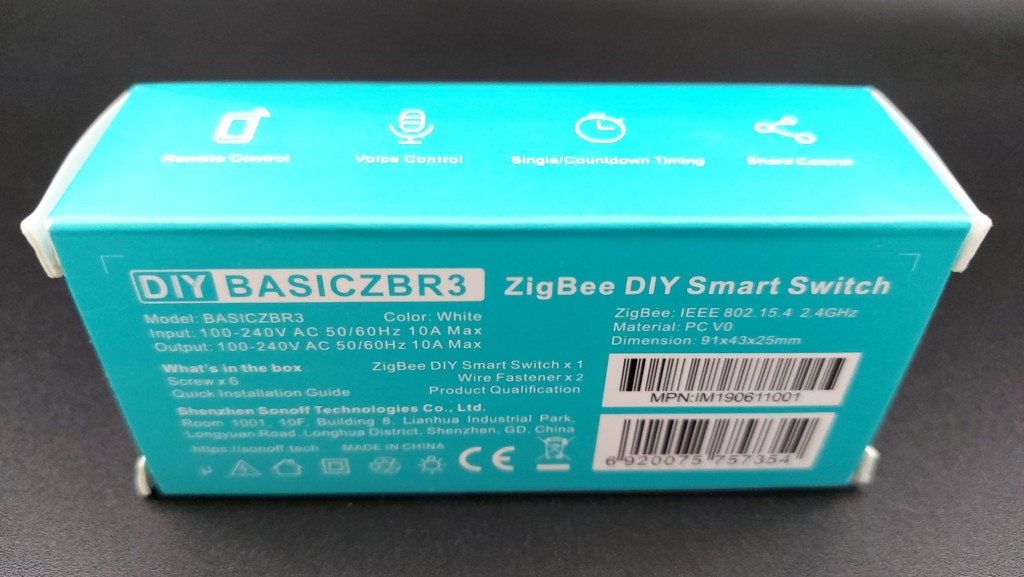 Remote Control
Voice Control
Single/Countdown Timing
Share Control
DIY BASICZBR3
ZigBee DIY Smart Switch
Model: BASICZBR3 Color: White
Input: 100-240V AC 50/60Hz 10A Max
Output: 100-240V AC 50/60Hz 10A Max
ZigBee: IEEE 802.15.4 2.4GHz
Material: PC V0
Dimension: 91x43x25mm
What's in the box ZigBee DIY Smart Switch x 1
Screw x 6 Wire Fastener x 2
Quick Installation Guide Product Qualification
Shenzhen Sonoff Technologies Co., Ltd.
Room 1001, 10F, Building 8, Lianhua Industrial Park,
Longyuan Road, Longhua District, Shenzhen, GD, China
https://sonoff.tech MADE IN CHINA
μ CE
MPN:IM190611001
6 920075 757354